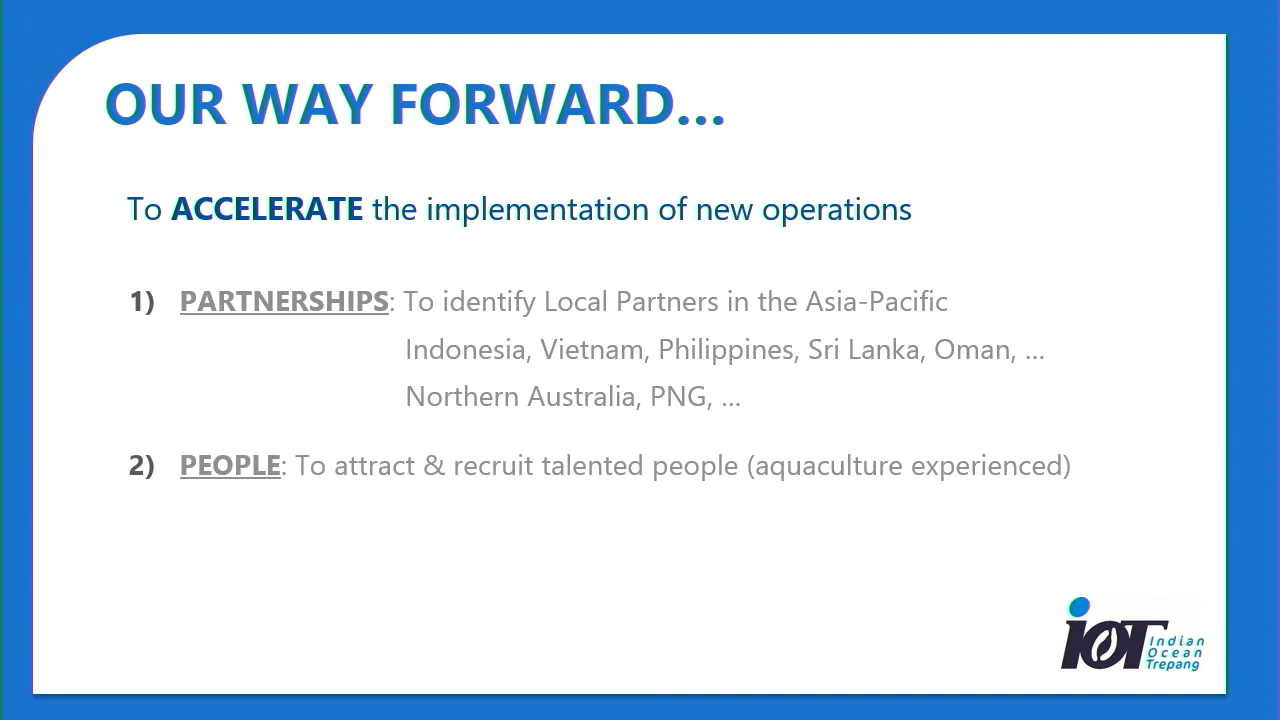 OUR WAY FORWARD...
To ACCELERATE the implementation of new operations
1) PARTNERSHIPS: To identify Local Partners in the Asia-Pacific
Indonesia, Vietnam, Philippines, Sri Lanka, Oman, ...
Northern Australia, PNG, ...
2) PEOPLE: To attract & recruit talented people (aquaculture experienced)
iOT
Indian
Ocean
Trepang